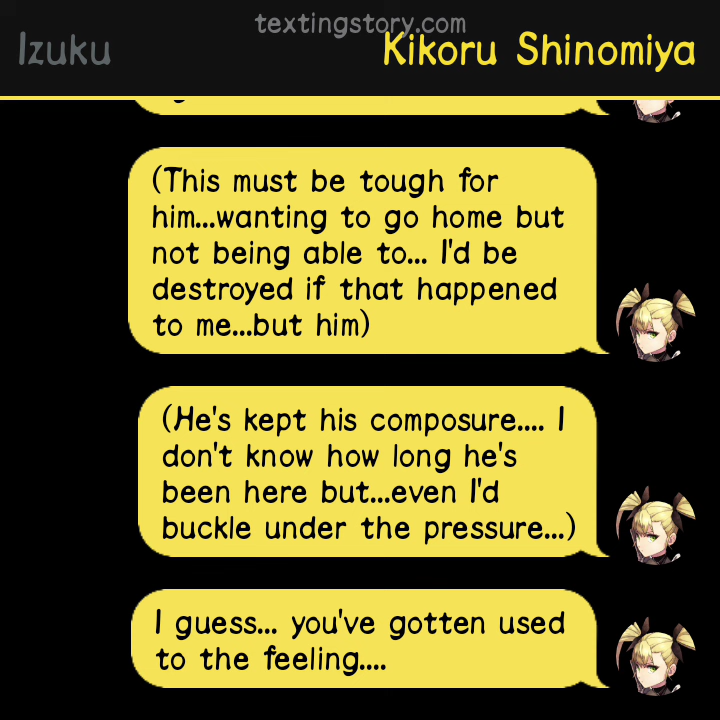 textingstory.com
Izuku
Kikoru Shinomiya
(This must be tough for
him...wanting to go home but
not being able to... I'd be
destroyed if that happened
to me...but him)
(He's kept his composure.... I
don't know how long he's
been here but...even I'd
buckle under the pressure...)
I guess... you've gotten used
to the feeling....